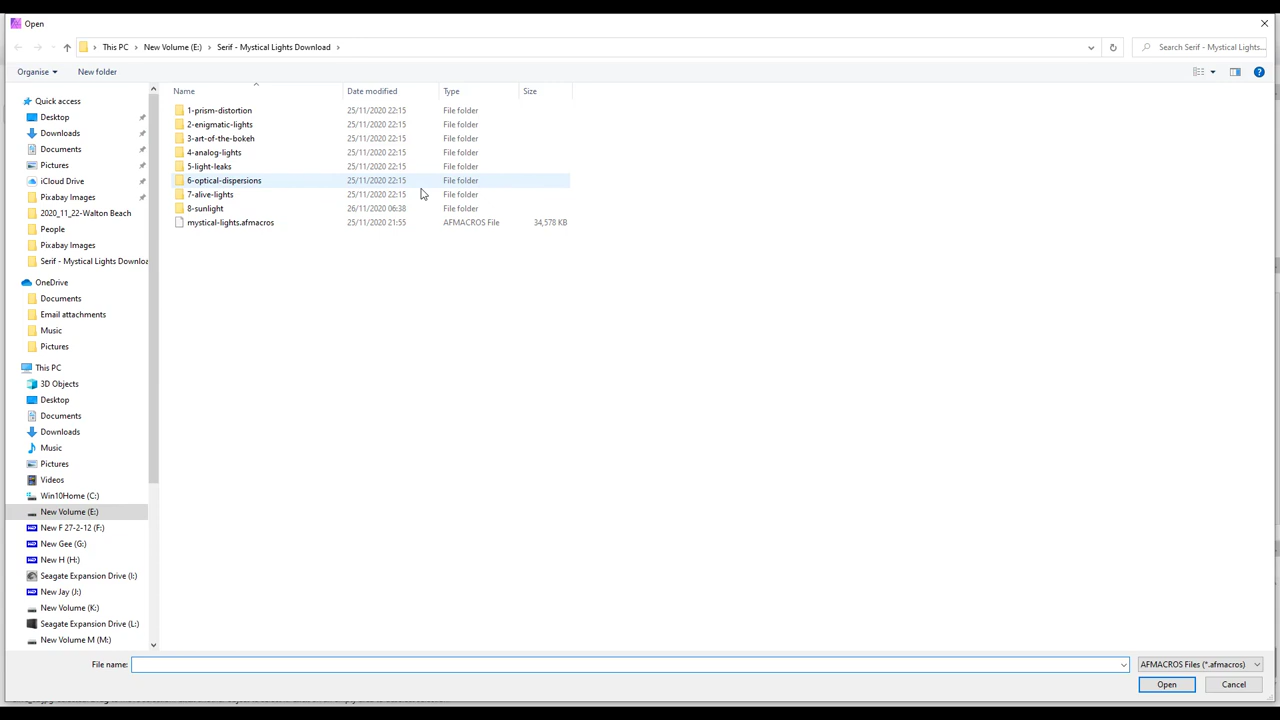 Open
This PC > New Volume (E:) > Serif - Mystical Lights Download >
Search Serif - Mystical Lights...
Organise
New folder
Name Date modified Type Size
Quick access
Desktop
Downloads
Documents
Pictures
iCloud Drive
Pixabay Images
2020_11_22-Walton Beach
People
Pixabay Images
Serif - Mystical Lights Downloa
OneDrive
Documents
Email attachments
Music
Pictures
This PC
3D Objects
Desktop
Documents
Downloads
Music
Pictures
Videos
Win10Home (C:)
New Volume (E:)
New F 27-2-12 (F:)
New Gee (G:)
New H (H:)
Seagate Expansion Drive (I:)
New Jay (J:)
New Volume (K:)
Seagate Expansion Drive (L:)
New Volume M (M:)
1-prism-distortion 25/11/2020 22:15 File folder
2-enigmatic-lights 25/11/2020 22:15 File folder
3-art-of-the-bokeh 25/11/2020 22:15 File folder
4-analog-lights 25/11/2020 22:15 File folder
5-light-leaks 25/11/2020 22:15 File folder
6-optical-dispersions 25/11/2020 22:15 File folder
7-alive-lights 25/11/2020 22:15 File folder
8-sunlight 26/11/2020 06:38 File folder
mystical-lights.afmacros 25/11/2020 21:55 AFMACROS File 34,578 KB
File name:
AFMACROS Files (*.afmacros)
Open
Cancel